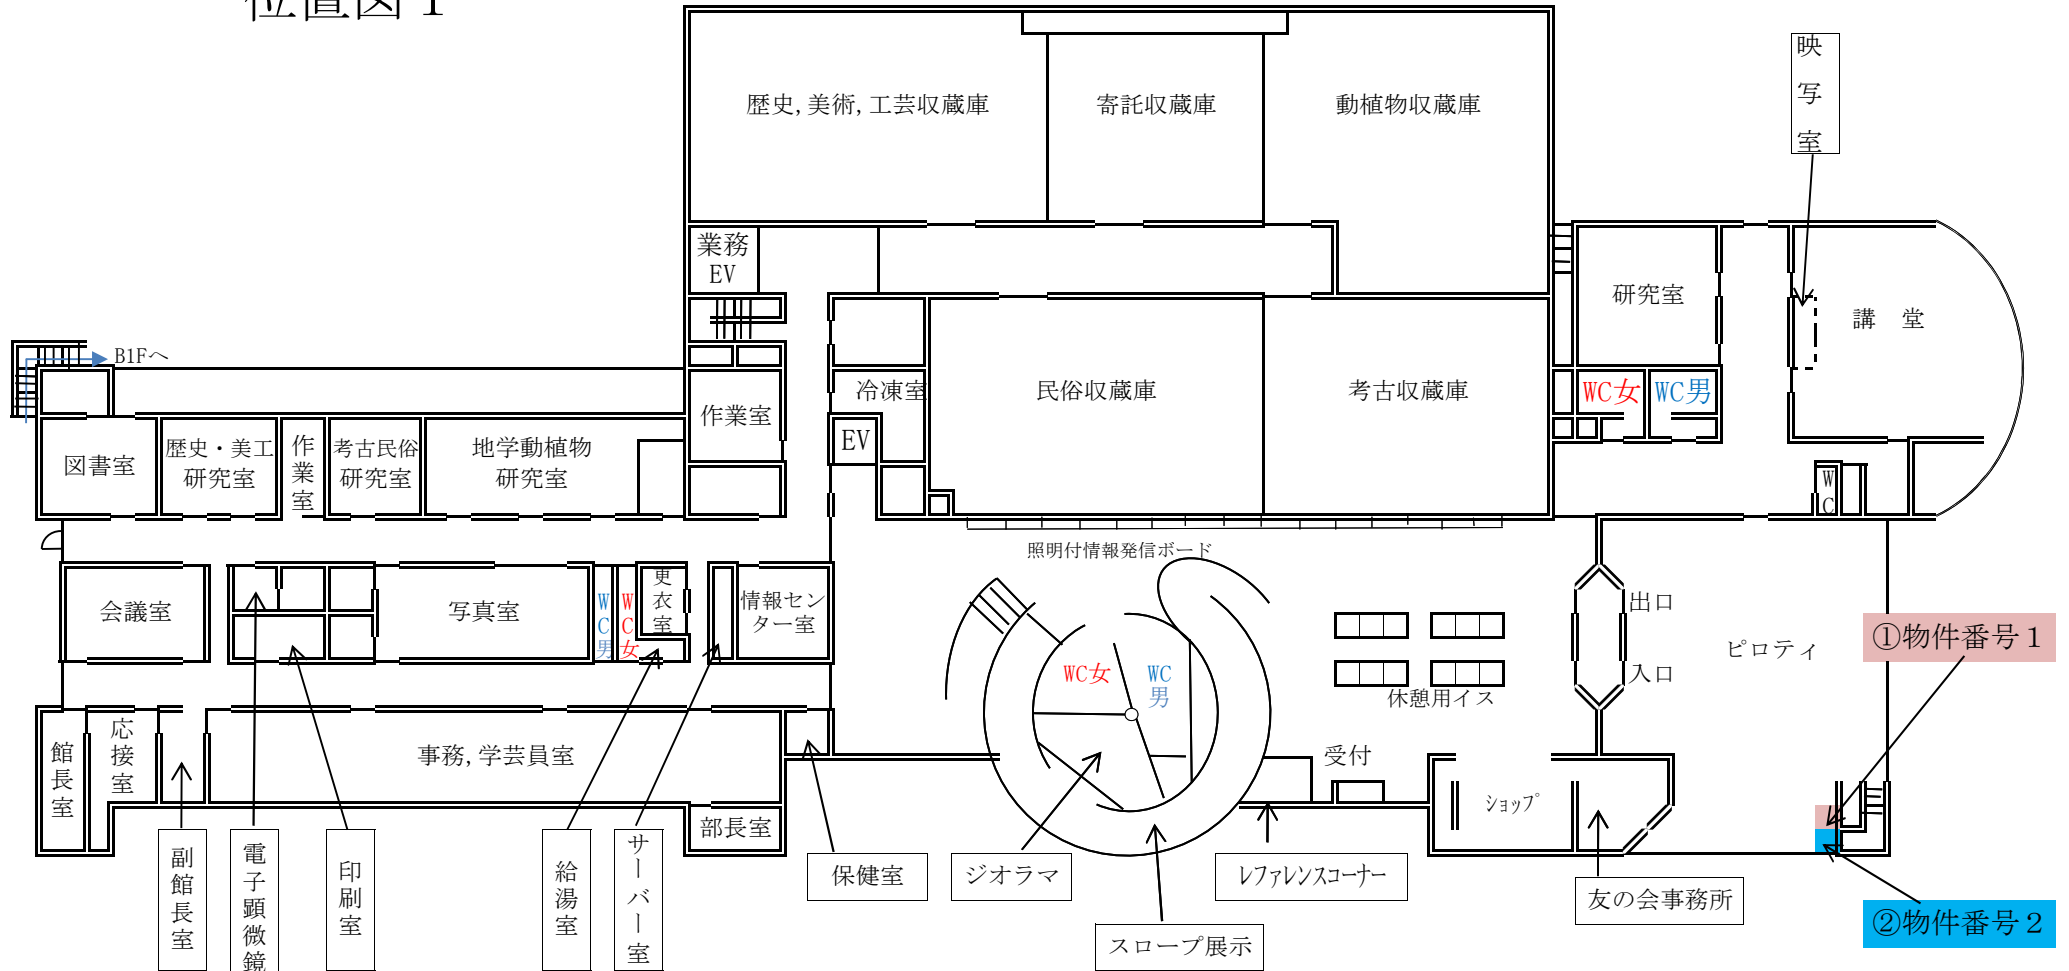 位置図１
歴史,美術,工芸収蔵庫
寄託収蔵庫
動植物収蔵庫
映写室
業務
EV
研究室
講　堂
B1Fへ
冷凍室
民俗収蔵庫
考古収蔵庫
WC女
WC男
作業室
EV
図書室
歴史・美工
研究室
作業室
考古民俗
研究室
地学動植物
研究室
WC
照明付情報発信ボード
会議室
写真室
WC男
WC女
更衣室
情報セン
ター室
出口
ピロティ
①物件番号１
入口
WC女
WC
男
休憩用イス
館長室
応接室
事務,学芸員室
受付
ショップ
部長室
副館長室
電子顕微鏡
印刷室
給湯室
サーバー室
保健室
ジオラマ
レファレンスコーナー
友の会事務所
②物件番号２
スロープ展示